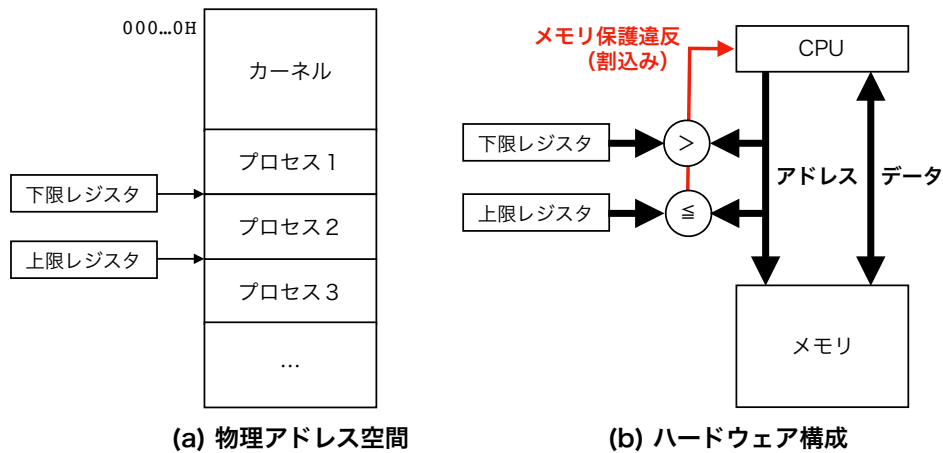 000…0H
カーネル
プロセス1
下限レジスタ
プロセス2
上限レジスタ
プロセス3
…
(a) 物理アドレス空間
メモリ保護違反
（割込み）
CPU
下限レジスタ
＞
アドレス
データ
上限レジスタ
≦
メモリ
(b) ハードウェア構成